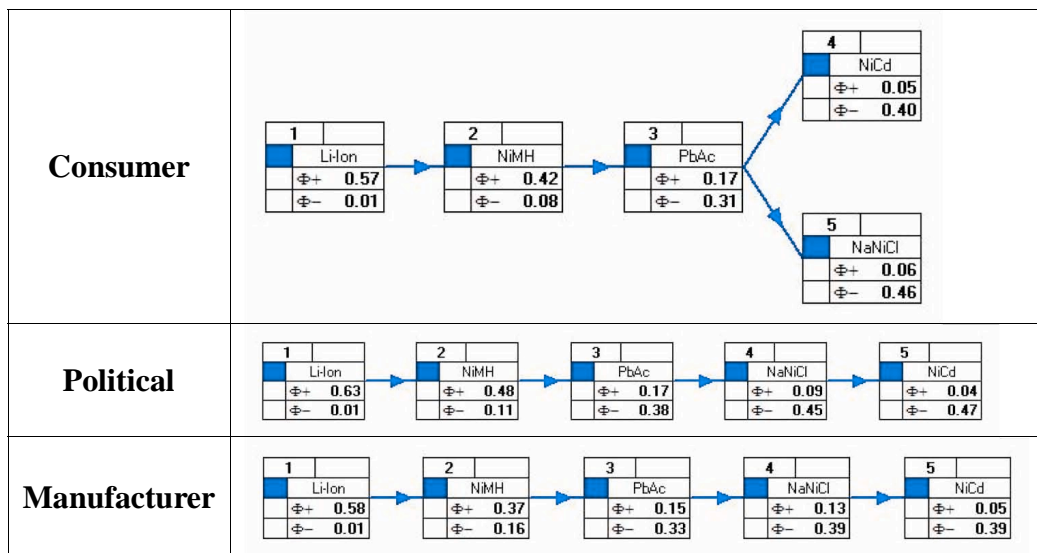 Consumer
1
Li-Ion
Φ+ 0.57
Φ− 0.01
2
NiMH
Φ+ 0.42
Φ− 0.08
3
PbAc
Φ+ 0.17
Φ− 0.31
4
NiCd
Φ+ 0.05
Φ− 0.40
5
NaNiCl
Φ+ 0.06
Φ− 0.46
Political
1
Li-Ion
Φ+ 0.63
Φ− 0.01
2
NiMH
Φ+ 0.48
Φ− 0.11
3
PbAc
Φ+ 0.17
Φ− 0.38
4
NaNiCl
Φ+ 0.09
Φ− 0.45
5
NiCd
Φ+ 0.04
Φ− 0.47
Manufacturer
1
Li-Ion
Φ+ 0.58
Φ− 0.01
2
NiMH
Φ+ 0.37
Φ− 0.16
3
PbAc
Φ+ 0.15
Φ− 0.33
4
NaNiCl
Φ+ 0.13
Φ− 0.39
5
NiCd
Φ+ 0.05
Φ− 0.39